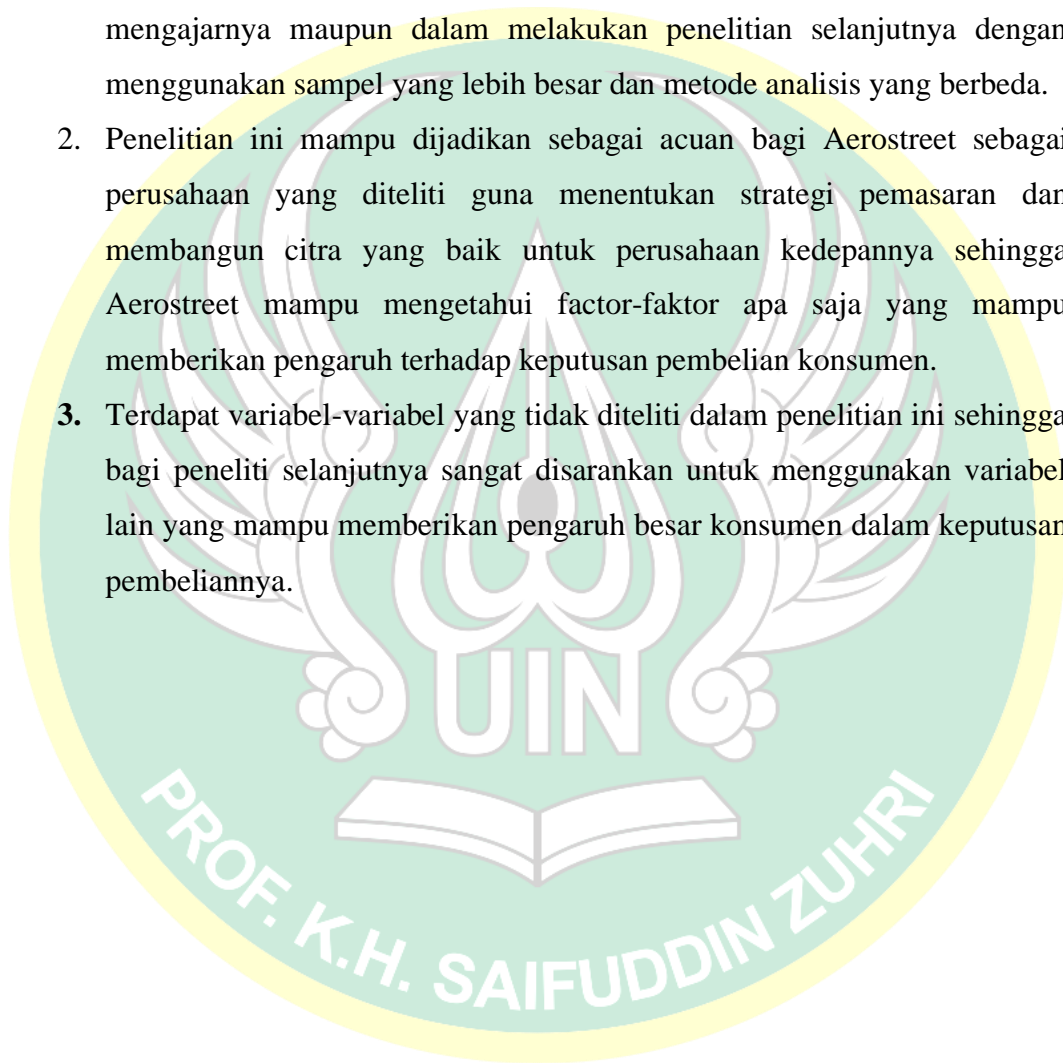 mengajarnya maupun dalam melakukan penelitian selanjutnya dengan
menggunakan sampel yang lebih besar dan metode analisis yang berbeda.
2. Penelitian ini mampu dijadikan sebagai acuan bagi Aerostreet sebagai
perusahaan yang diteliti guna menentukan strategi pemasaran dan
membangun citra yang baik untuk perusahaan kedepannya sehingga
Aerostreet mampu mengetahui factor-faktor apa saja yang mampu
memberikan pengaruh terhadap keputusan pembelian konsumen.
3. Terdapat variabel-variabel yang tidak diteliti dalam penelitian ini sehingga
bagi peneliti selanjutnya sangat disarankan untuk menggunakan variabel
lain yang mampu memberikan pengaruh besar konsumen dalam keputusan
pembeliannya.
UIN
PROF. K.H. SAIFUDDIN ZUHRI